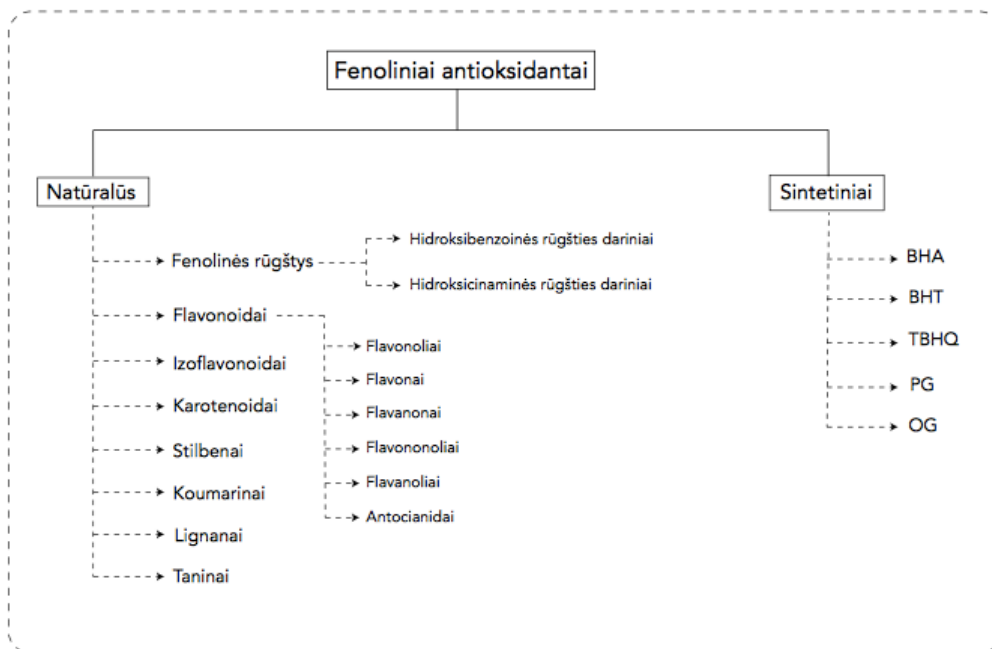 Fenoliniai antioksidantai
Natūralūs
Fenolinės rūgštys
Hidroksibenzoinės rūgšties dariniai
Hidroksicinaminės rūgšties dariniai
Flavonoidai
Flavonoliai
Flavonai
Flavanonai
Flavononoliai
Flavanoliai
Antocianidai
Izoflavonoidai
Karotenoidai
Stilbenai
Koumarinai
Lignanai
Taninai
Sintetiniai
BHA
BHT
TBHQ
PG
OG